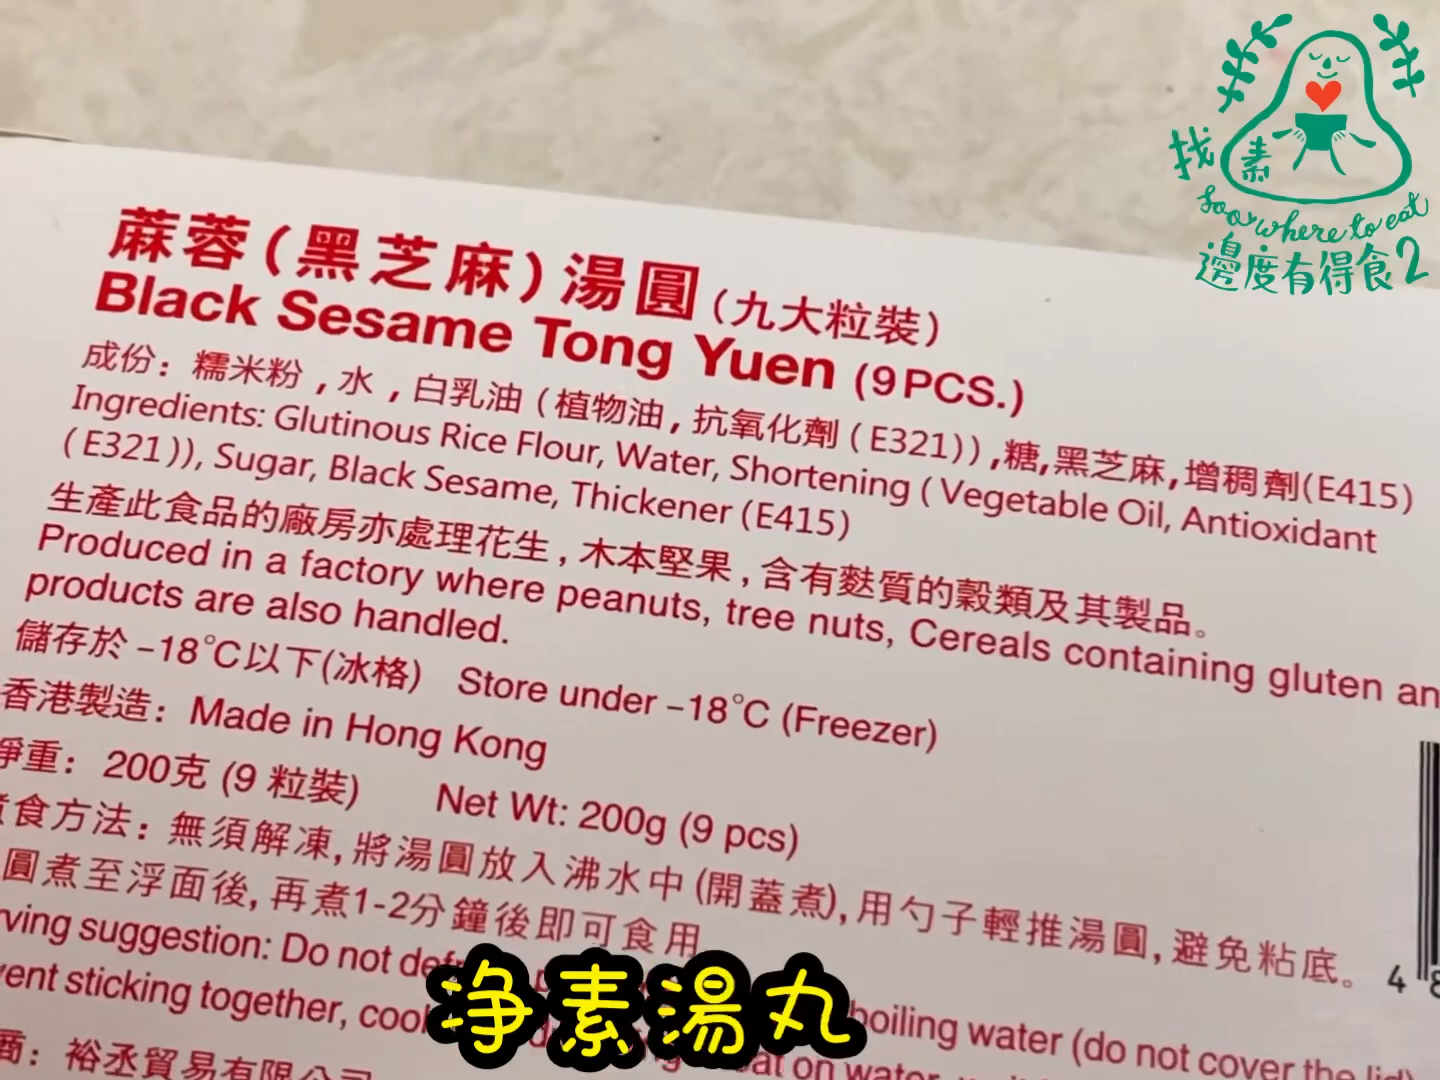 找素
Soorwhere to eat
邊度有得食2
蔴蓉(黑芝麻)湯圓(九大粒裝)
Black Sesame Tong Yuen (9PCS.)
成份：糯米粉,水,白乳油(植物油,抗氧化劑(E321)),糖,黑芝麻,增稠劑(E415)
Ingredients: Glutinous Rice Flour, Water, Shortening (Vegetable Oil, Antioxidant
(E321)), Sugar, Black Sesame, Thickener (E415)
生產此食品的廠房亦處理花生,木本堅果,含有麩質的穀類及其製品。
Produced in a factory where peanuts, tree nuts, Cereals containing gluten an
products are also handled.
儲存於 -18°C以下(冰格) Store under -18°C (Freezer)
香港製造：Made in Hong Kong
淨重：200克 (9 粒裝) Net Wt: 200g (9 pcs)
食方法：無須解凍,將湯圓放入沸水中(開蓋煮),用勺子輕推湯圓,避免粘底。
圓煮至浮面後,再煮1-2分鐘後即可食用
ving suggestion: Do not boiling water (do not cover the lid)
vent sticking together, on water
商：裕丞貿易有限公司
48
净素湯丸